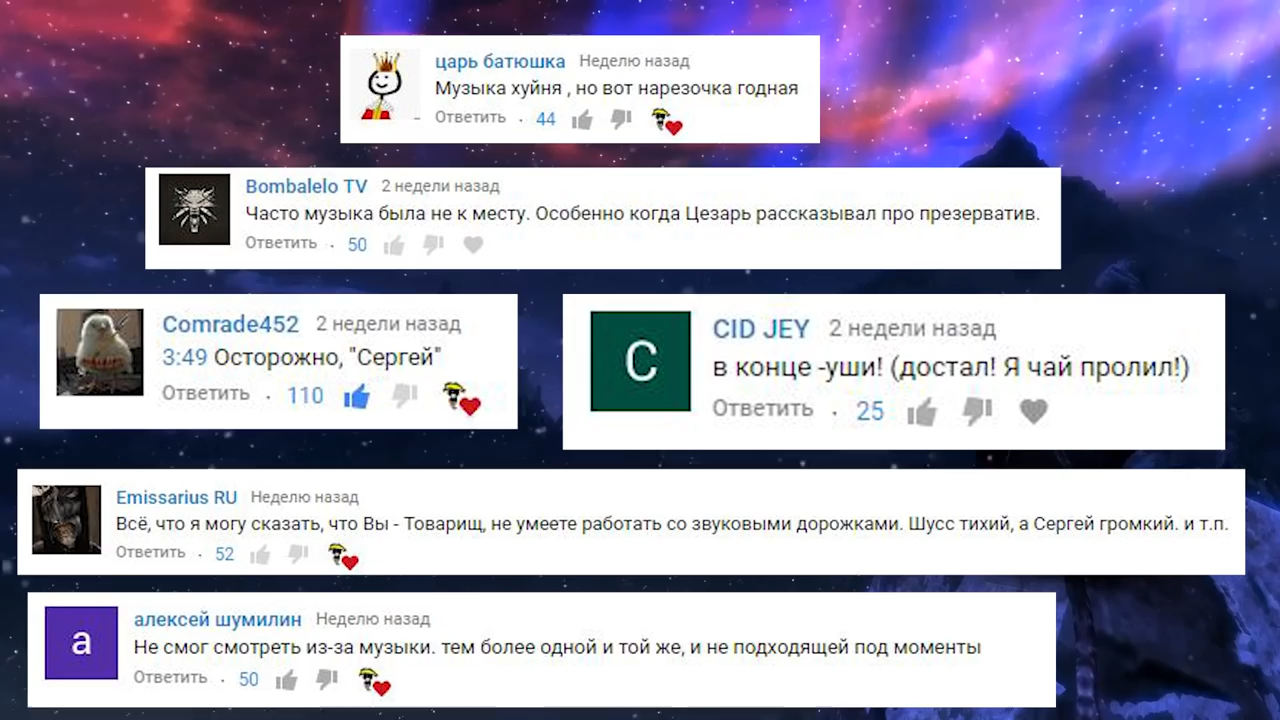 царь батюшка Неделю назад
Музыка хуйня , но вот нарезочка годная
Ответить · 44
Bombalelo TV 2 недели назад
Часто музыка была не к месту. Особенно когда Цезарь рассказывал про презерватив.
Ответить · 50
Comrade452 2 недели назад
3:49 Осторожно, "Сергей"
Ответить · 110
C
CID JEY 2 недели назад
в конце -уши! (достал! Я чай пролил!)
Ответить · 25
Emissarius RU Неделю назад
Всё, что я могу сказать, что Вы - Товарищ, не умеете работать со звуковыми дорожками. Шусс тихий, а Сергей громкий. и т.п.
Ответить · 52
a
алексей шумилин Неделю назад
Не смог смотреть из-за музыки. тем более одной и той же, и не подходящей под моменты
Ответить · 50